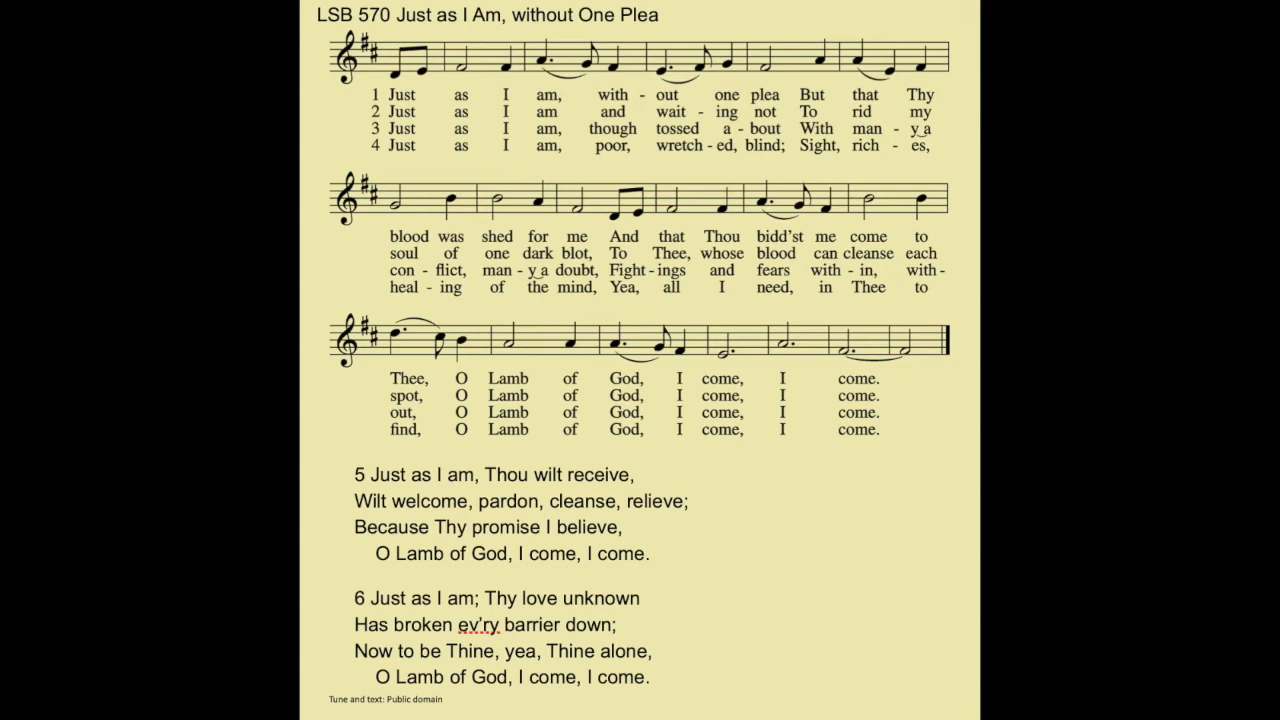 LSB 570 Just as I Am, without One Plea
1 Just as I am, with - out one plea But that Thy
2 Just as I am and wait - ing not To rid my
3 Just as I am, though tossed a - bout With man - y a
4 Just as I am, poor, wretch - ed, blind; Sight, rich - es,
blood was shed for me And that Thou bidd'st me come to
soul of one dark blot, To Thee, whose blood can cleanse each
con - flict, man - y a doubt, Fight - ings and fears with - in, with -
heal - ing of the mind, Yea, all I need, in Thee to
Thee, O Lamb of God, I come, I come.
spot, O Lamb of God, I come, I come.
out, O Lamb of God, I come, I come.
find, O Lamb of God, I come, I come.
5 Just as I am, Thou wilt receive,
Wilt welcome, pardon, cleanse, relieve;
Because Thy promise I believe,
O Lamb of God, I come, I come.
6 Just as I am; Thy love unknown
Has broken ev'ry barrier down;
Now to be Thine, yea, Thine alone,
O Lamb of God, I come, I come.
Tune and text: Public domain